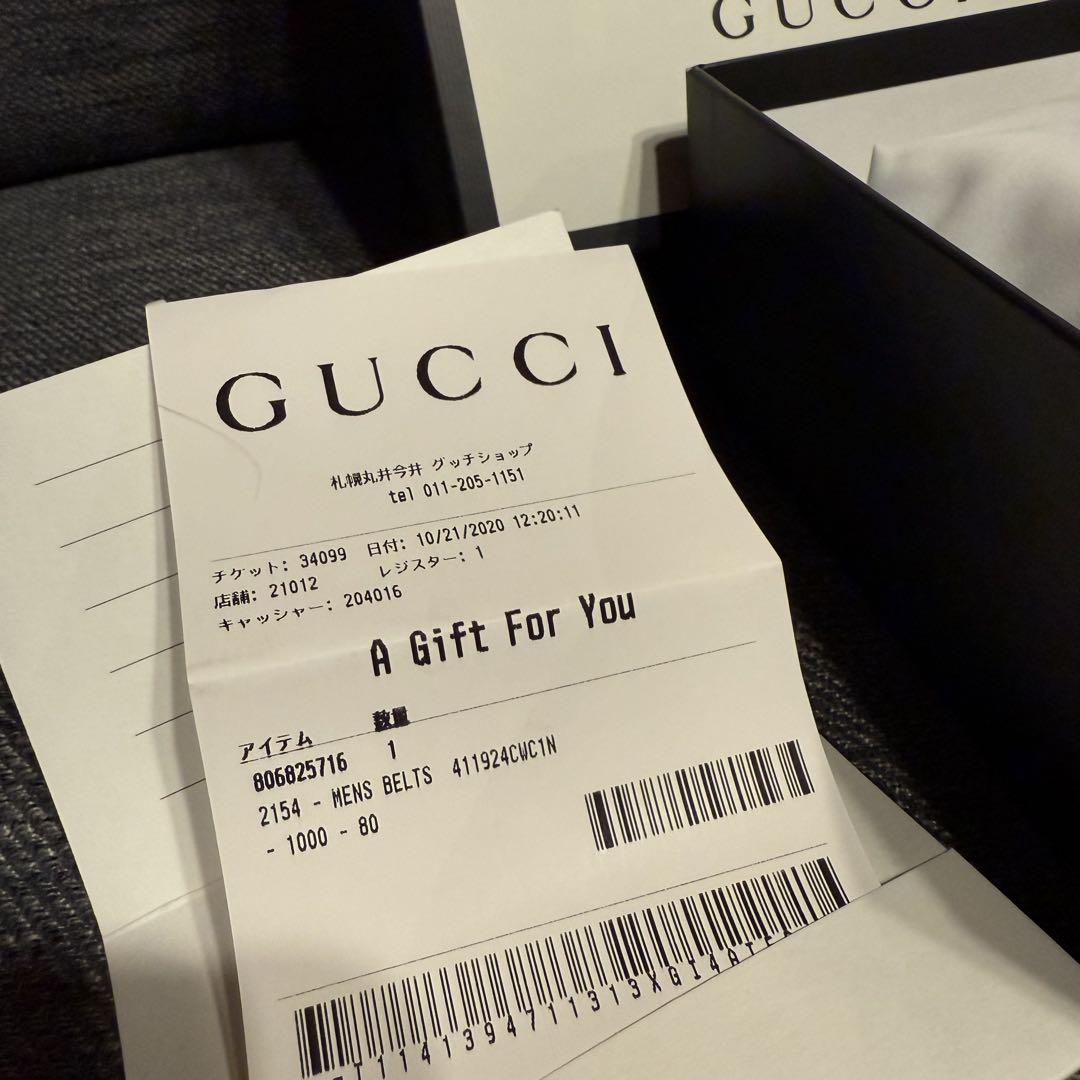 GUCCI
GUCCI
札幌丸井今井 グッチショップ
tel 011-205-1151
チケット: 34099 日付: 10/21/2020 12:20:11
店舗: 21012 レジスター: 1
キャッシャー: 204016
A Gift For You
アイテム 数量
806825716 1
2154 - MENS BELTS 411924CWC1N
- 1000 - 80